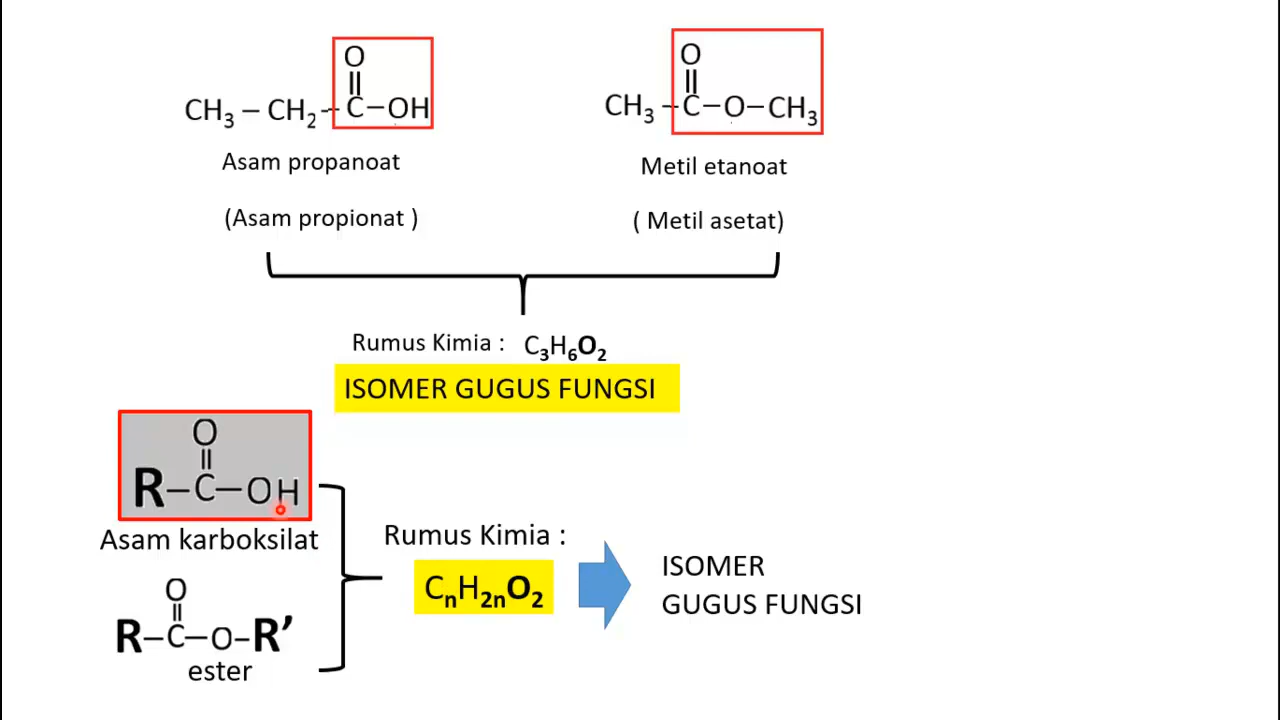 O
||
CH₃ – CH₂ – C – OH
Asam propanoat
(Asam propionat )
O
||
CH₃ – C – O – CH₃
Metil etanoat
( Metil asetat)
Rumus Kimia : C₃H₆O₂
ISOMER GUGUS FUNGSI
O
||
R – C – OH
Asam karboksilat
O
||
R – C – O – R’
ester
Rumus Kimia :
CₙH₂ₙO₂
ISOMER
GUGUS FUNGSI